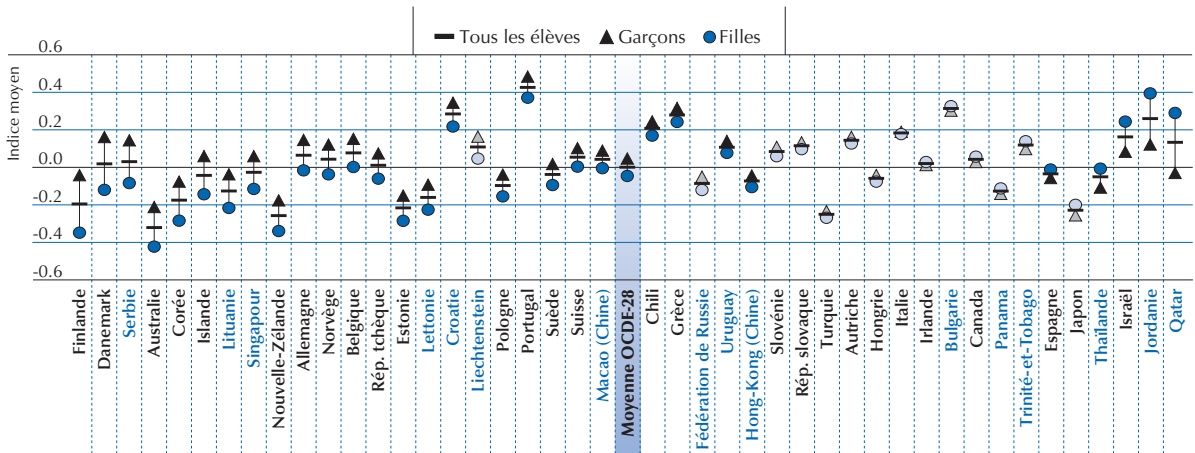 Tous les élèves Garçons Filles
Indice moyen
0.6
0.4
0.2
0.0
-0.2
-0.4
-0.6
Finlande
Danemark
Serbie
Australie
Corée
Islande
Lituanie
Singapour
Nouvelle-Zélande
Allemagne
Norvège
Belgique
Rép. tchèque
Estonie
Lettonie
Croatie
Liechtenstein
Pologne
Portugal
Suède
Suisse
Macao (Chine)
Moyenne OCDE-28
Chili
Grèce
Fédération de Russie
Uruguay
Hong-Kong (Chine)
Slovénie
Rép. slovaque
Turquie
Autriche
Hongrie
Italie
Irlande
Bulgarie
Canada
Panama
Trinité-et-Tobago
Espagne
Japon
Thaïlande
Israël
Jordanie
Qatar